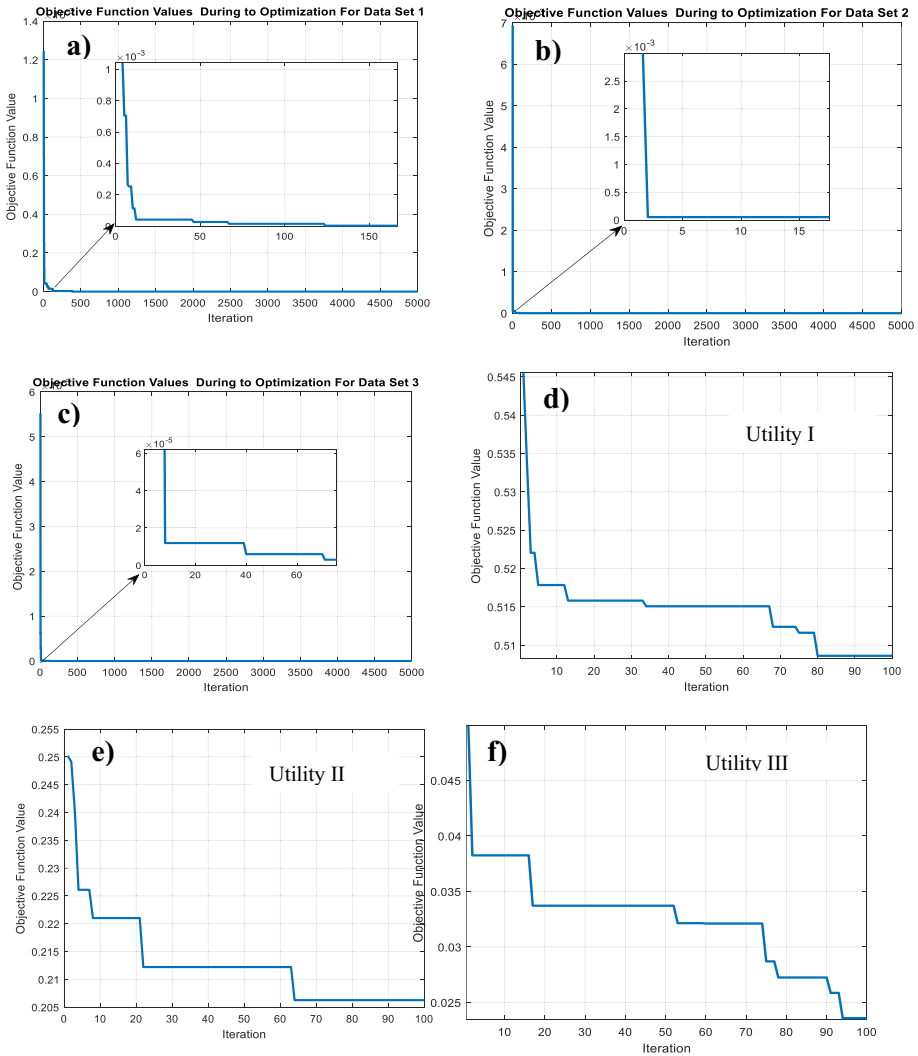 Objective Function Values During to Optimization For Data Set 1
a)
Objective Function Value
1.4
1.2
1
0.8
0.6
0.4
0.2
0
×10^-3
1
0.8
0.6
0.4
0.2
0
0 50 100 150
0 500 1000 1500 2000 2500 3000 3500 4000 4500 5000
Iteration
Objective Function Values During to Optimization For Data Set 2
b)
Objective Function Value
7
6
5
4
3
2
1
0
×10^-3
2.5
2
1.5
1
0.5
0
0 5 10 15
0 500 1000 1500 2000 2500 3000 3500 4000 4500 5000
Iteration
Objective Function Values During to Optimization For Data Set 3
c)
Objective Function Value
6
5
4
3
2
1
0
×10^-5
6
4
2
0
0 20 40 60
0 500 1000 1500 2000 2500 3000 3500 4000 4500 5000
Iteration
d)
Utility I
Objective Function Value
0.545
0.54
0.535
0.53
0.525
0.52
0.515
0.51
10 20 30 40 50 60 70 80 90 100
Iteration
e)
Utility II
Objective Function Value
0.255
0.25
0.245
0.24
0.235
0.23
0.225
0.22
0.215
0.21
0.205
0 10 20 30 40 50 60 70 80 90 100
Iteration
f)
Utility III
Objective Function Value
0.045
0.04
0.035
0.03
0.025
10 20 30 40 50 60 70 80 90 100
Iteration